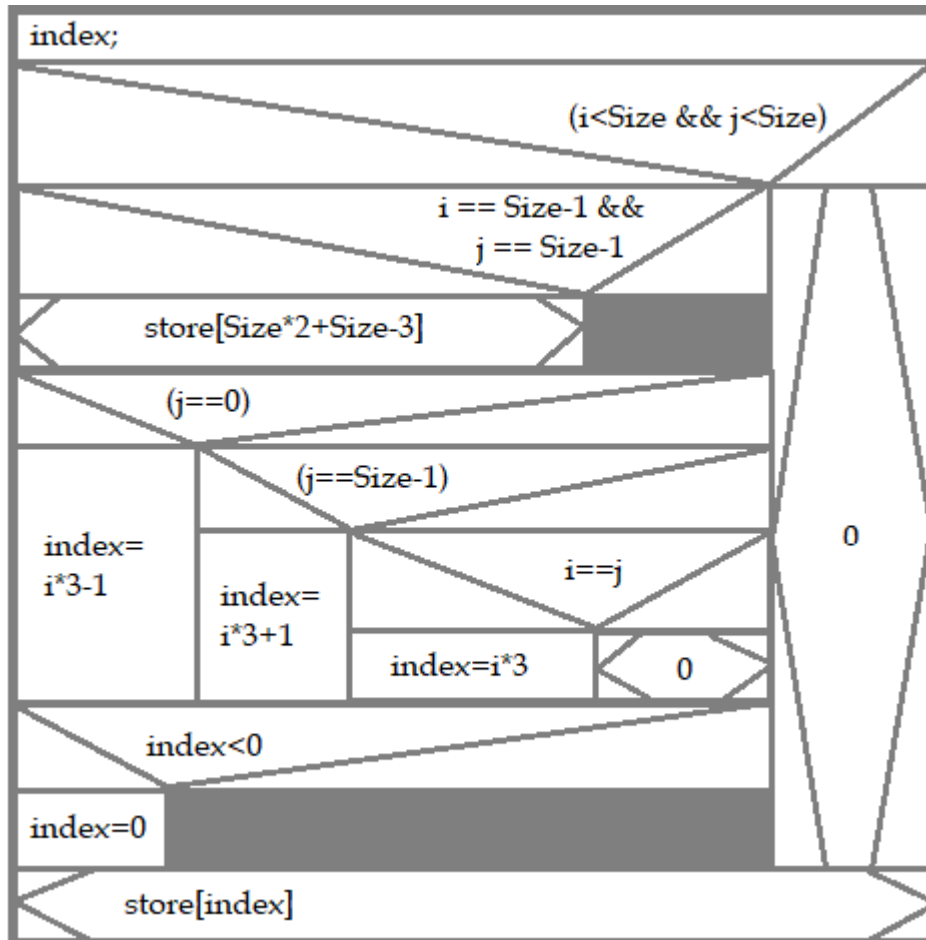 index;
(i<Size && j<Size)
i == Size-1 &&
j == Size-1
store[Size*2+Size-3]
(j==0)
(j==Size-1)
index=
i*3-1
index=
i*3+1
i==j
index=i*3
0
0
index<0
index=0
store[index]